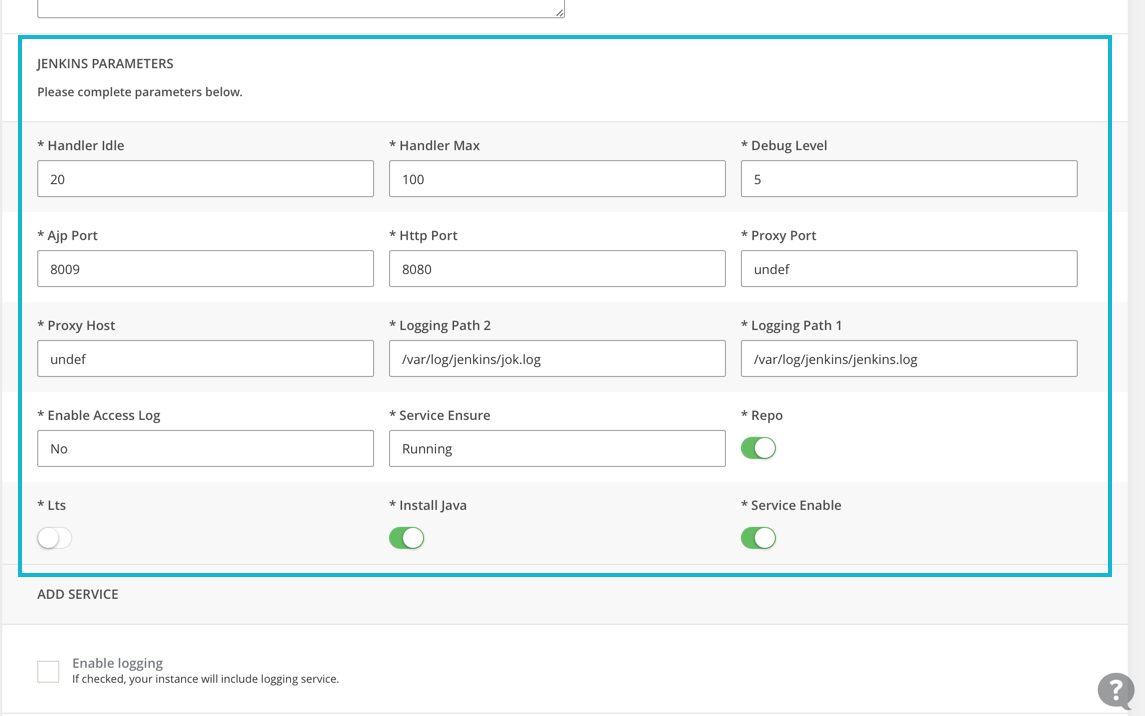 JENKINS PARAMETERS
Please complete parameters below.
* Handler Idle
* Handler Max
* Debug Level
20
100
5
* Ajp Port
* Http Port
* Proxy Port
8009
8080
undef
* Proxy Host
* Logging Path 2
* Logging Path 1
undef
/var/log/jenkins/jok.log
/var/log/jenkins/jenkins.log
* Enable Access Log
* Service Ensure
* Repo
No
Running
* Lts
* Install Java
* Service Enable
ADD SERVICE
Enable logging
If checked, your instance will include logging service.
?